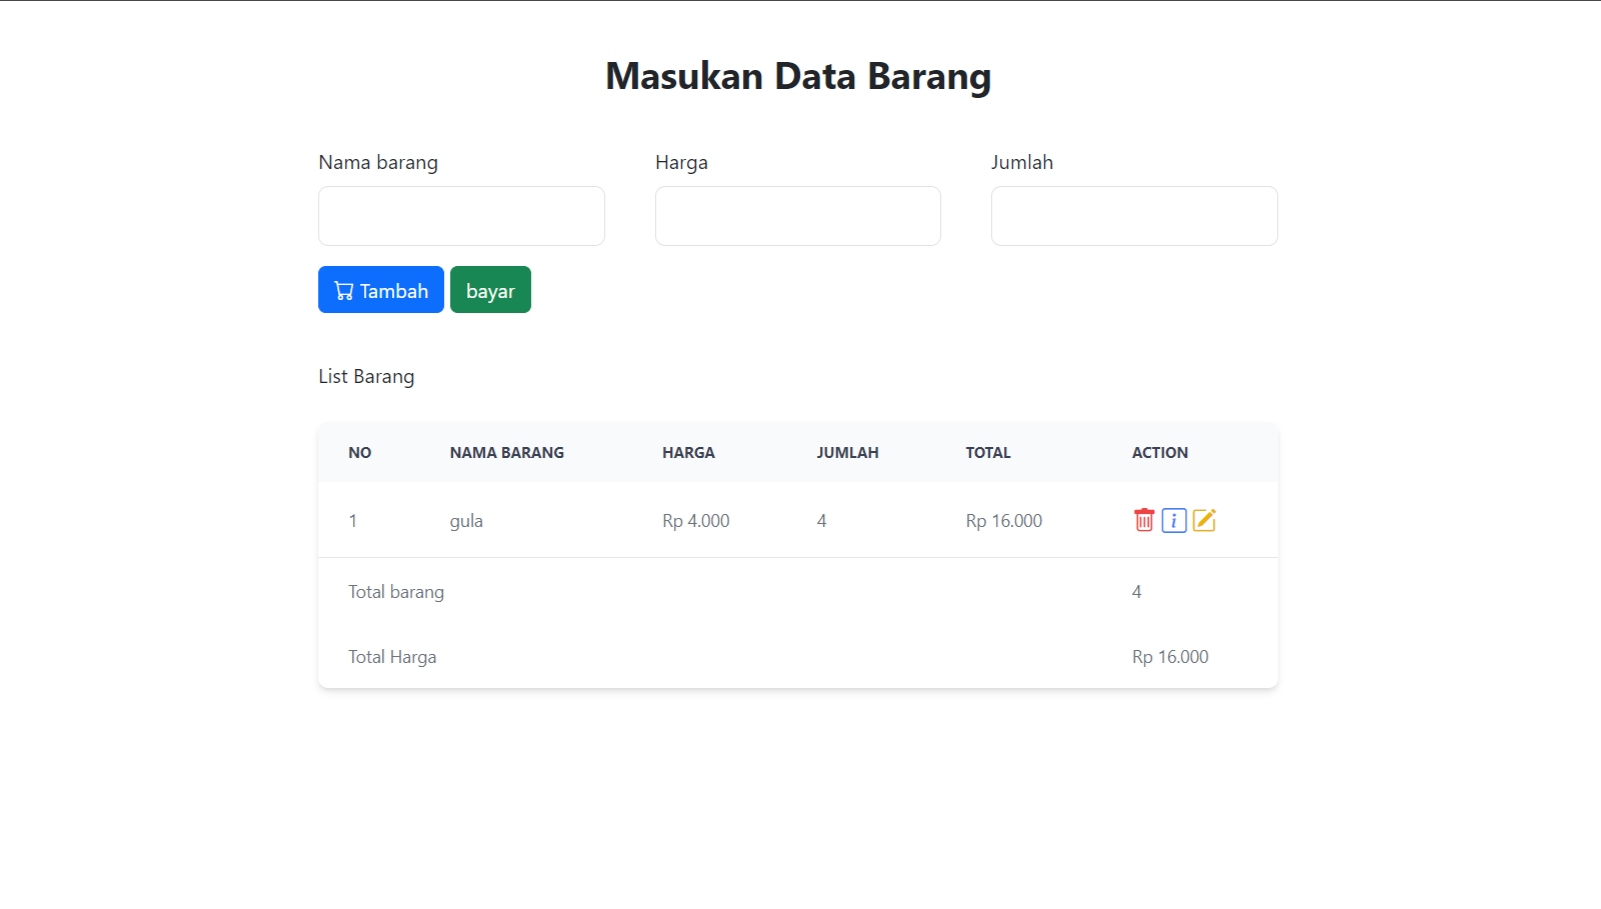 Masukan Data Barang
Nama barang Harga Jumlah
Tambah bayar
List Barang
NO NAMA BARANG HARGA JUMLAH TOTAL ACTION
1 gula Rp 4.000 4 Rp 16.000
Total barang 4
Total Harga Rp 16.000